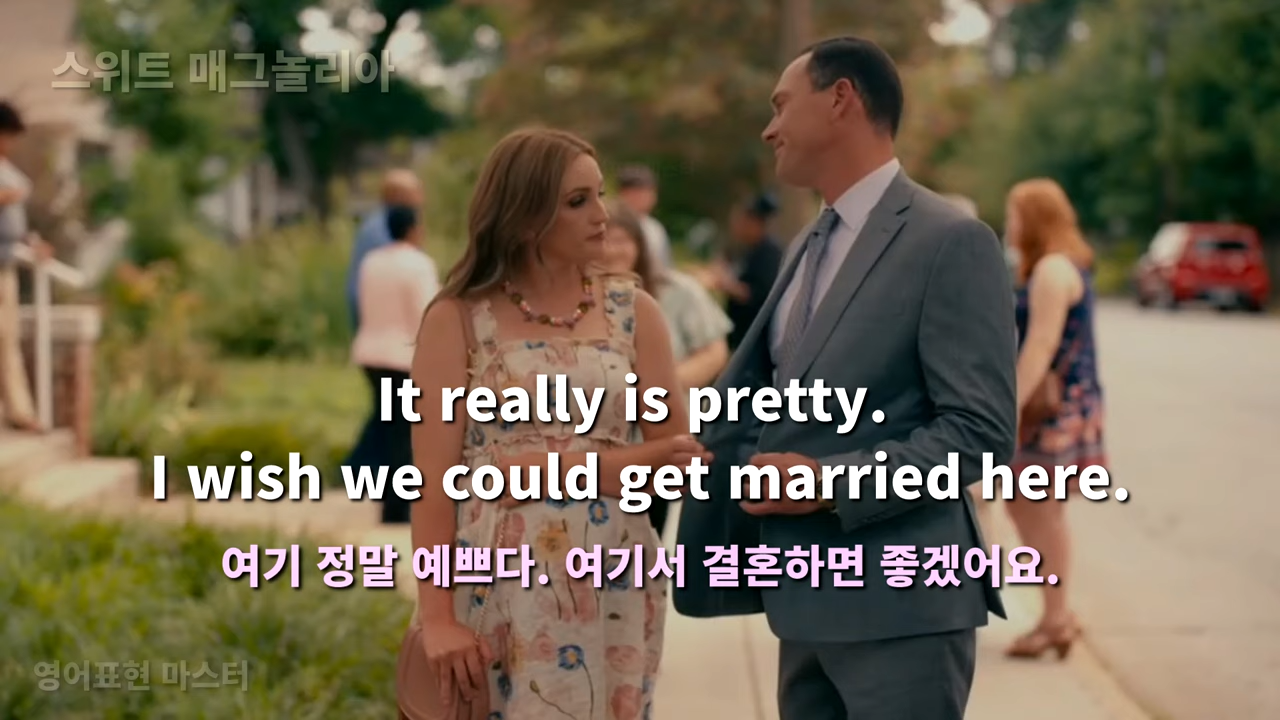 스위트 매그놀리아
It really is pretty.
I wish we could get married here.
여기 정말 예쁘다. 여기서 결혼하면 좋겠어요.
영어표현 마스터